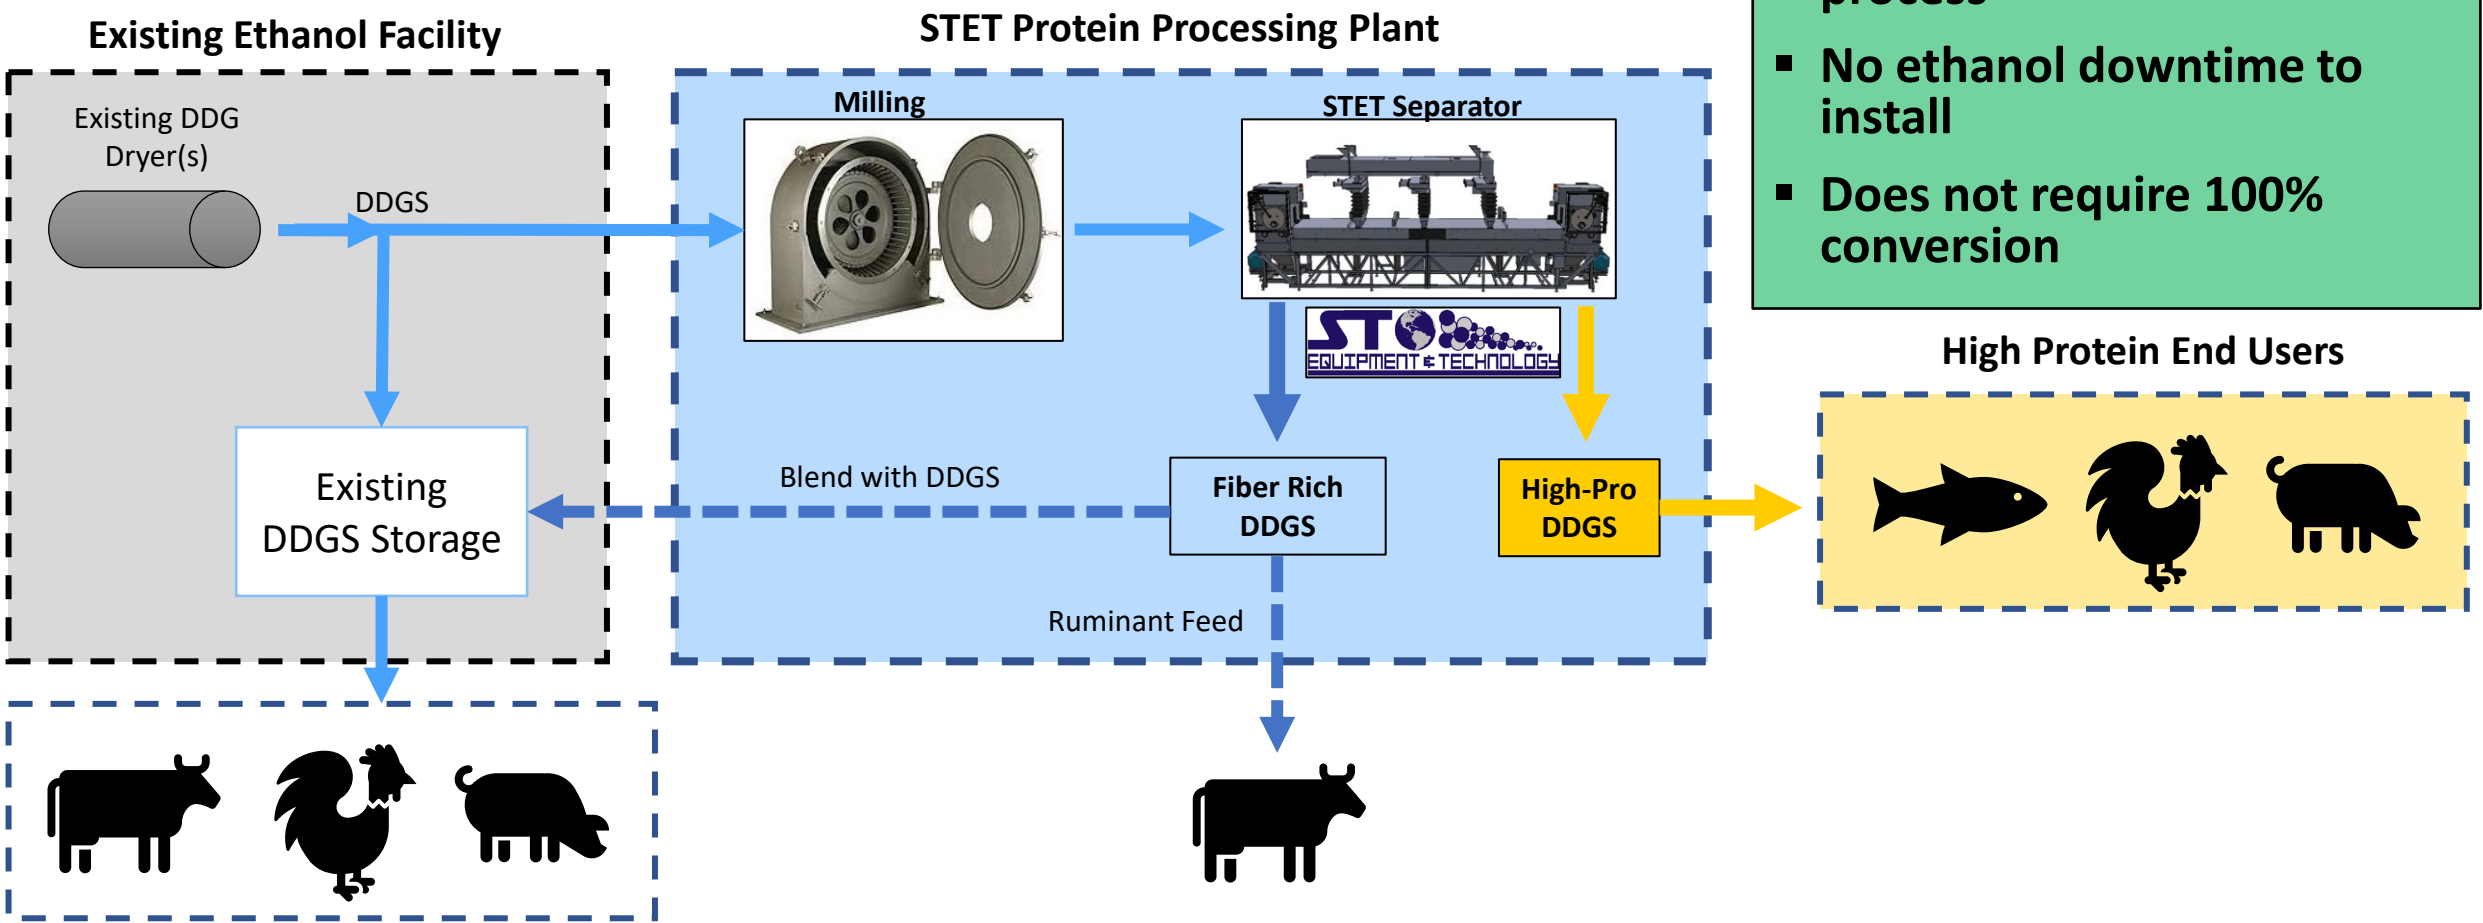 process
▪ No ethanol downtime to
install
▪ Does not require 100%
conversion
Existing Ethanol Facility
STET Protein Processing Plant
Existing DDG
Dryer(s)
DDGS
Milling
STET Separator
ST
EQUIPMENT & TECHNOLOGY
High Protein End Users
Existing
DDGS Storage
Blend with DDGS
Fiber Rich
DDGS
High-Pro
DDGS
Ruminant Feed